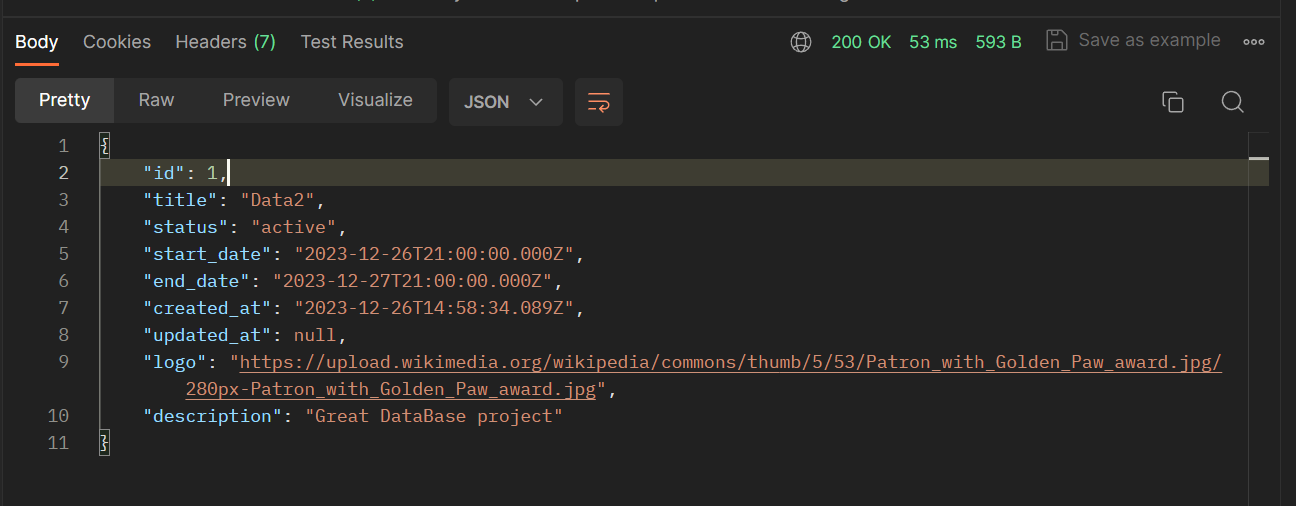 Body Cookies Headers (7) Test Results 200 OK 53 ms 593 B Save as example
Pretty Raw Preview Visualize JSON
1 {
2 "id": 1,
3 "title": "Data2",
4 "status": "active",
5 "start_date": "2023-12-26T21:00:00.000Z",
6 "end_date": "2023-12-27T21:00:00.000Z",
7 "created_at": "2023-12-26T14:58:34.089Z",
8 "updated_at": null,
9 "logo": "https://upload.wikimedia.org/wikipedia/commons/thumb/5/53/Patron_with_Golden_Paw_award.jpg/
280px-Patron_with_Golden_Paw_award.jpg",
10 "description": "Great DataBase project"
11 }